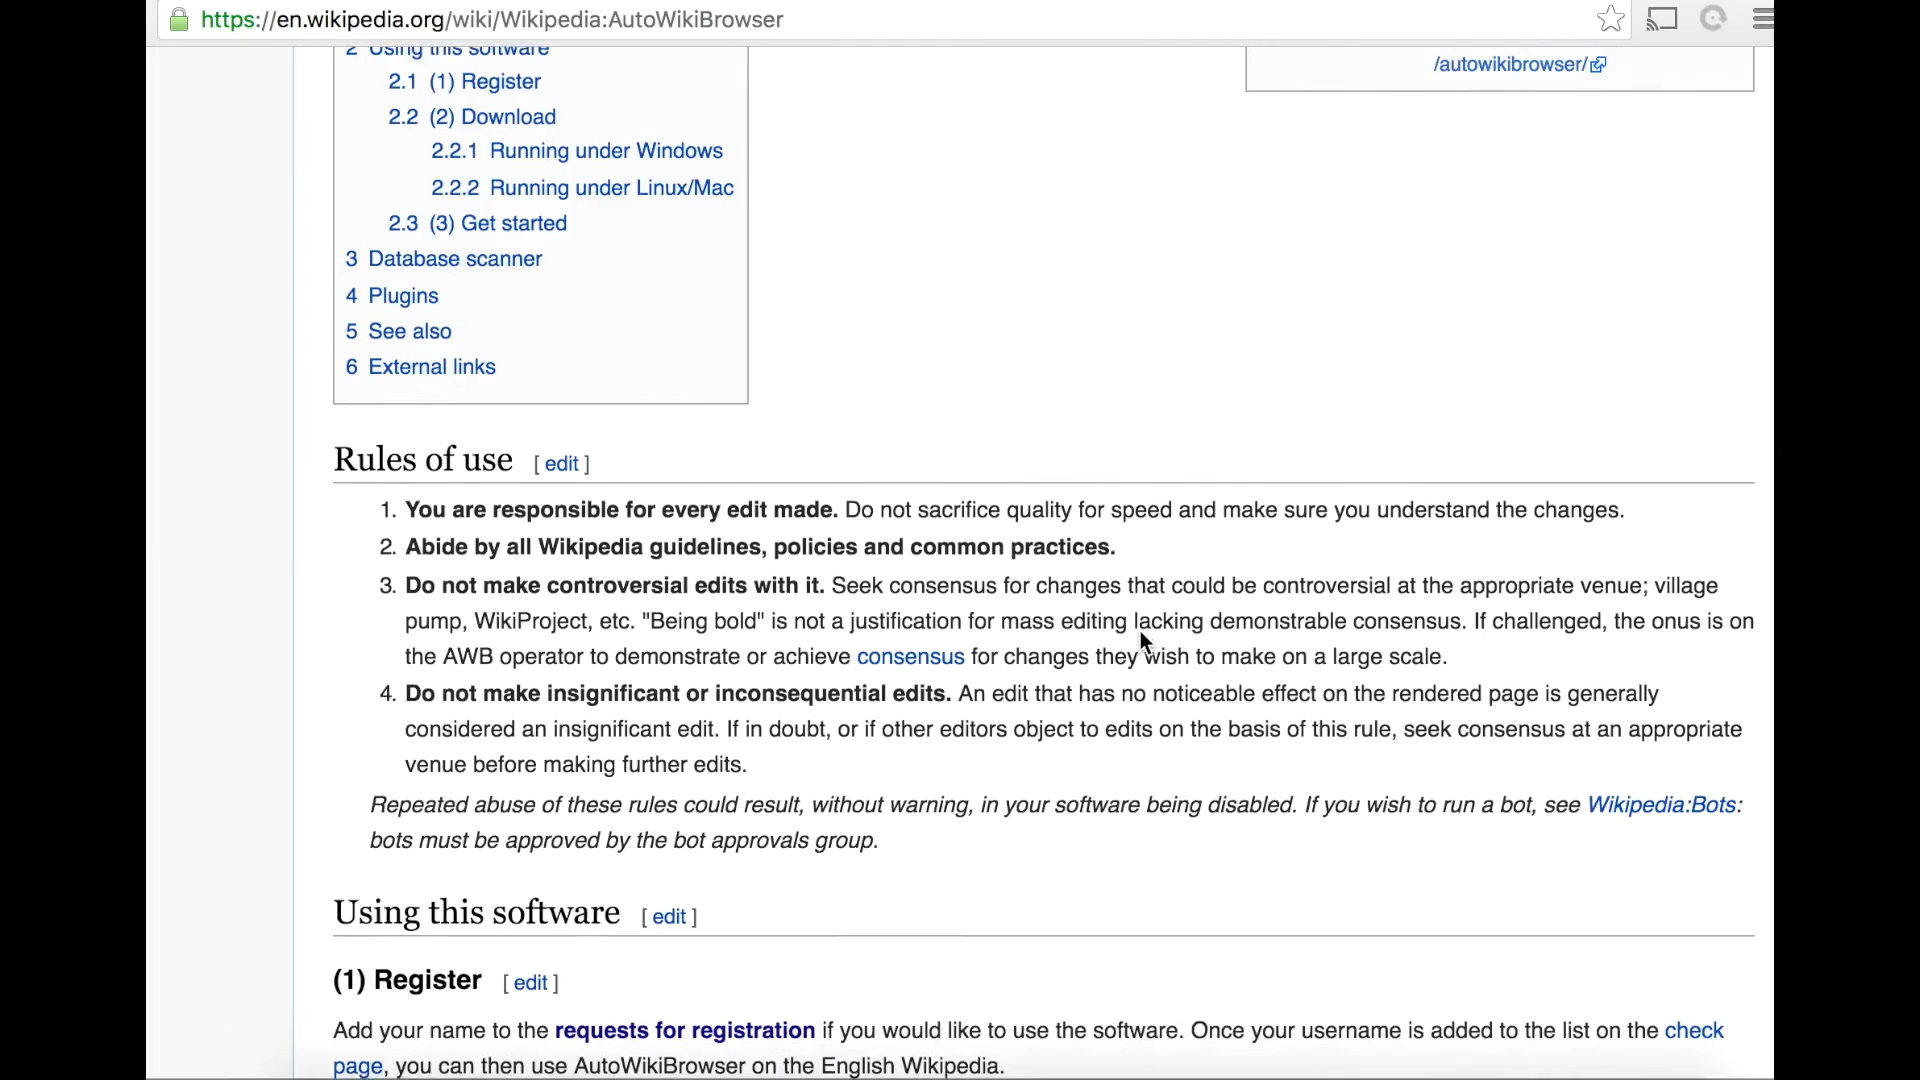 https://en.wikipedia.org/wiki/Wikipedia:AutoWikiBrowser
2 Using this software
/autowikibrowser/
2.1 (1) Register
2.2 (2) Download
2.2.1 Running under Windows
2.2.2 Running under Linux/Mac
2.3 (3) Get started
3 Database scanner
4 Plugins
5 See also
6 External links
Rules of use [ edit ]
1. You are responsible for every edit made. Do not sacrifice quality for speed and make sure you understand the changes.
2. Abide by all Wikipedia guidelines, policies and common practices.
3. Do not make controversial edits with it. Seek consensus for changes that could be controversial at the appropriate venue; village
pump, WikiProject, etc. "Being bold" is not a justification for mass editing lacking demonstrable consensus. If challenged, the onus is on
the AWB operator to demonstrate or achieve consensus for changes they wish to make on a large scale.
4. Do not make insignificant or inconsequential edits. An edit that has no noticeable effect on the rendered page is generally
considered an insignificant edit. If in doubt, or if other editors object to edits on the basis of this rule, seek consensus at an appropriate
venue before making further edits.
Repeated abuse of these rules could result, without warning, in your software being disabled. If you wish to run a bot, see Wikipedia:Bots:
bots must be approved by the bot approvals group.
Using this software [ edit ]
(1) Register [ edit ]
Add your name to the requests for registration if you would like to use the software. Once your username is added to the list on the check
page, you can then use AutoWikiBrowser on the English Wikipedia.